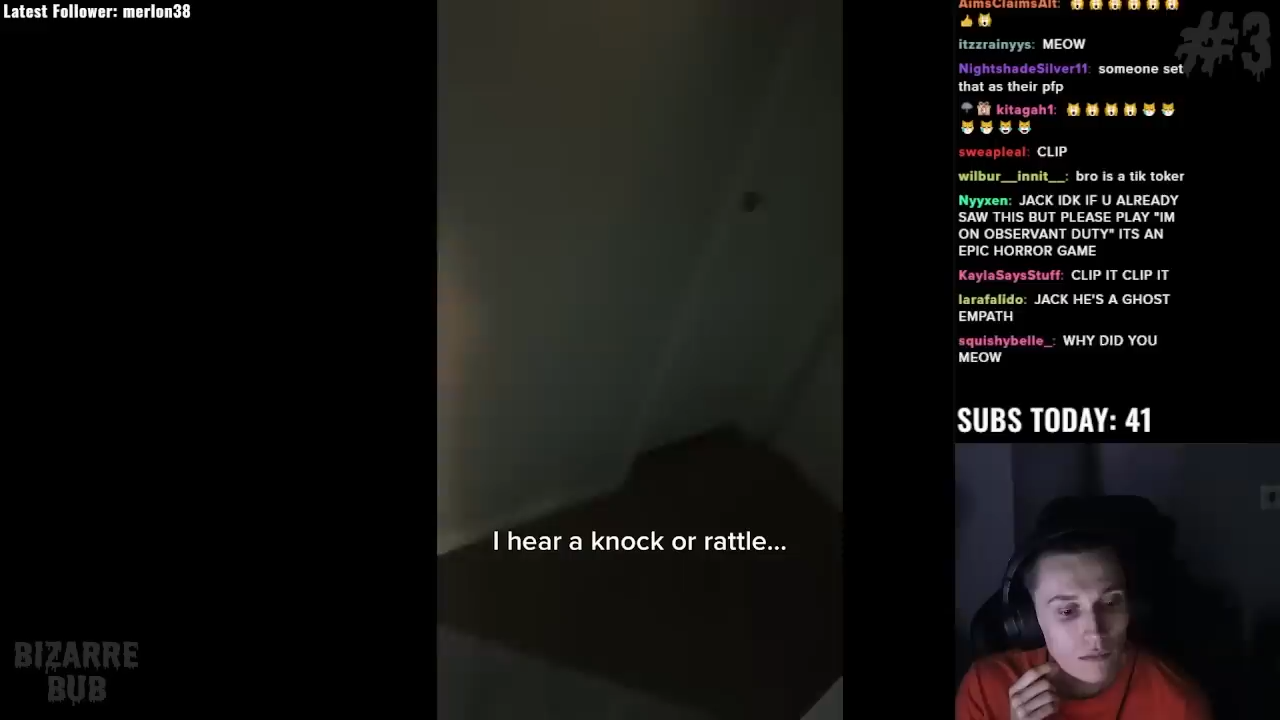 Latest Follower: merlon38
#3
AimsClaimsAlt:
itzzrainyys: MEOW
NightshadeSilver11: someone set
that as their pfp
kitagah1:
sweapleal: CLIP
wilbur__innit__: bro is a tik toker
Nyyxen: JACK IDK IF U ALREADY
SAW THIS BUT PLEASE PLAY "IM
ON OBSERVANT DUTY" ITS AN
EPIC HORROR GAME
KaylaSaysStuff: CLIP IT CLIP IT
larafalido: JACK HE'S A GHOST
EMPATH
squishybelle_: WHY DID YOU
MEOW
SUBS TODAY: 41
I hear a knock or rattle...
BIZARRE
BUB